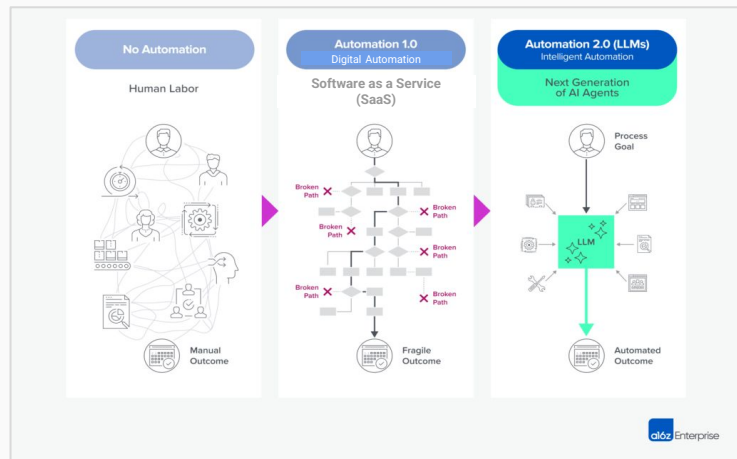 No Automation
Human Labor
Manual
Outcome
Automation 1.0
Digital Automation
Software as a Service
(SaaS)
Broken
Path
Broken
Path
Broken
Path
Broken
Path
Broken
Path
Broken
Path
Fragile
Outcome
Automation 2.0 (LLMs)
Intelligent Automation
Next Generation
of AI Agents
Process
Goal
LLM
Automated
Outcome
a16z Enterprise